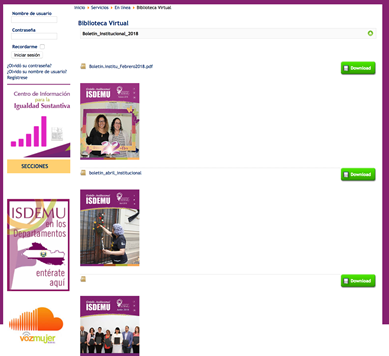 Inicio > Servicios > En línea > Biblioteca Virtual
Nombre de usuario
Contraseña
Recordarme
Iniciar sesión
¿Olvidó su contraseña?
¿Olvidó su nombre de usuario?
Regístrese
Centro de Información
para la
Igualdad Sustantiva
SECCIONES
ISDEMU
en los
Departamentos
entérate
aquí
vozmujer
Biblioteca Virtual
Boletín_Institucional_2018
Boletin_Institu_Febrero2018.pdf
Download
ISDEMU
boletin_abril_institucional
Download
ISDEMU
Download
ISDEMU